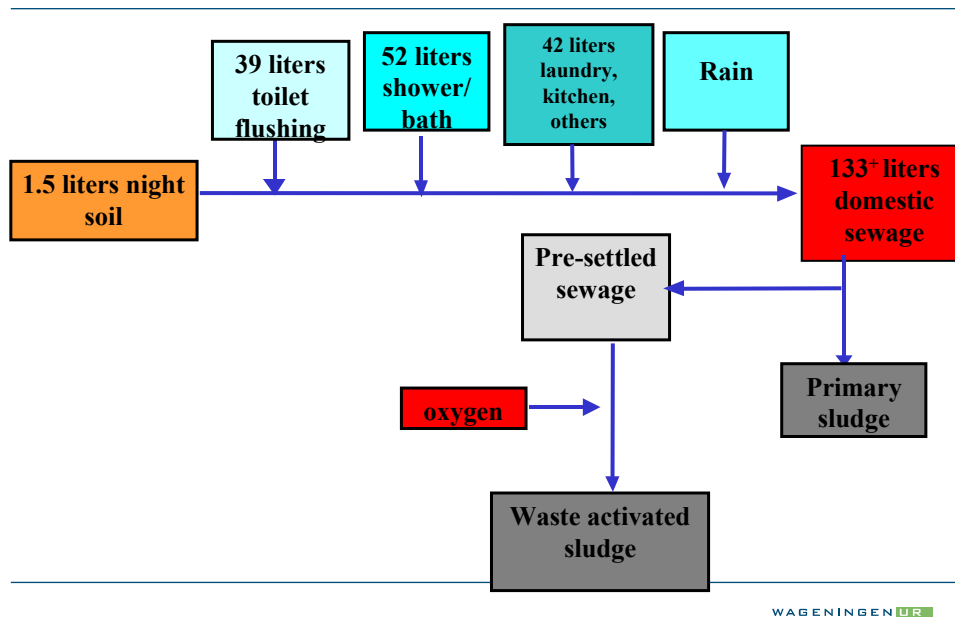 39 liters
toilet
flushing
52 liters
shower/
bath
42 liters
laundry,
kitchen,
others
Rain
1.5 liters night
soil
133⁺ liters
domestic
sewage
Pre-settled
sewage
Primary
sludge
oxygen
Waste activated
sludge
WAGENINGEN UR